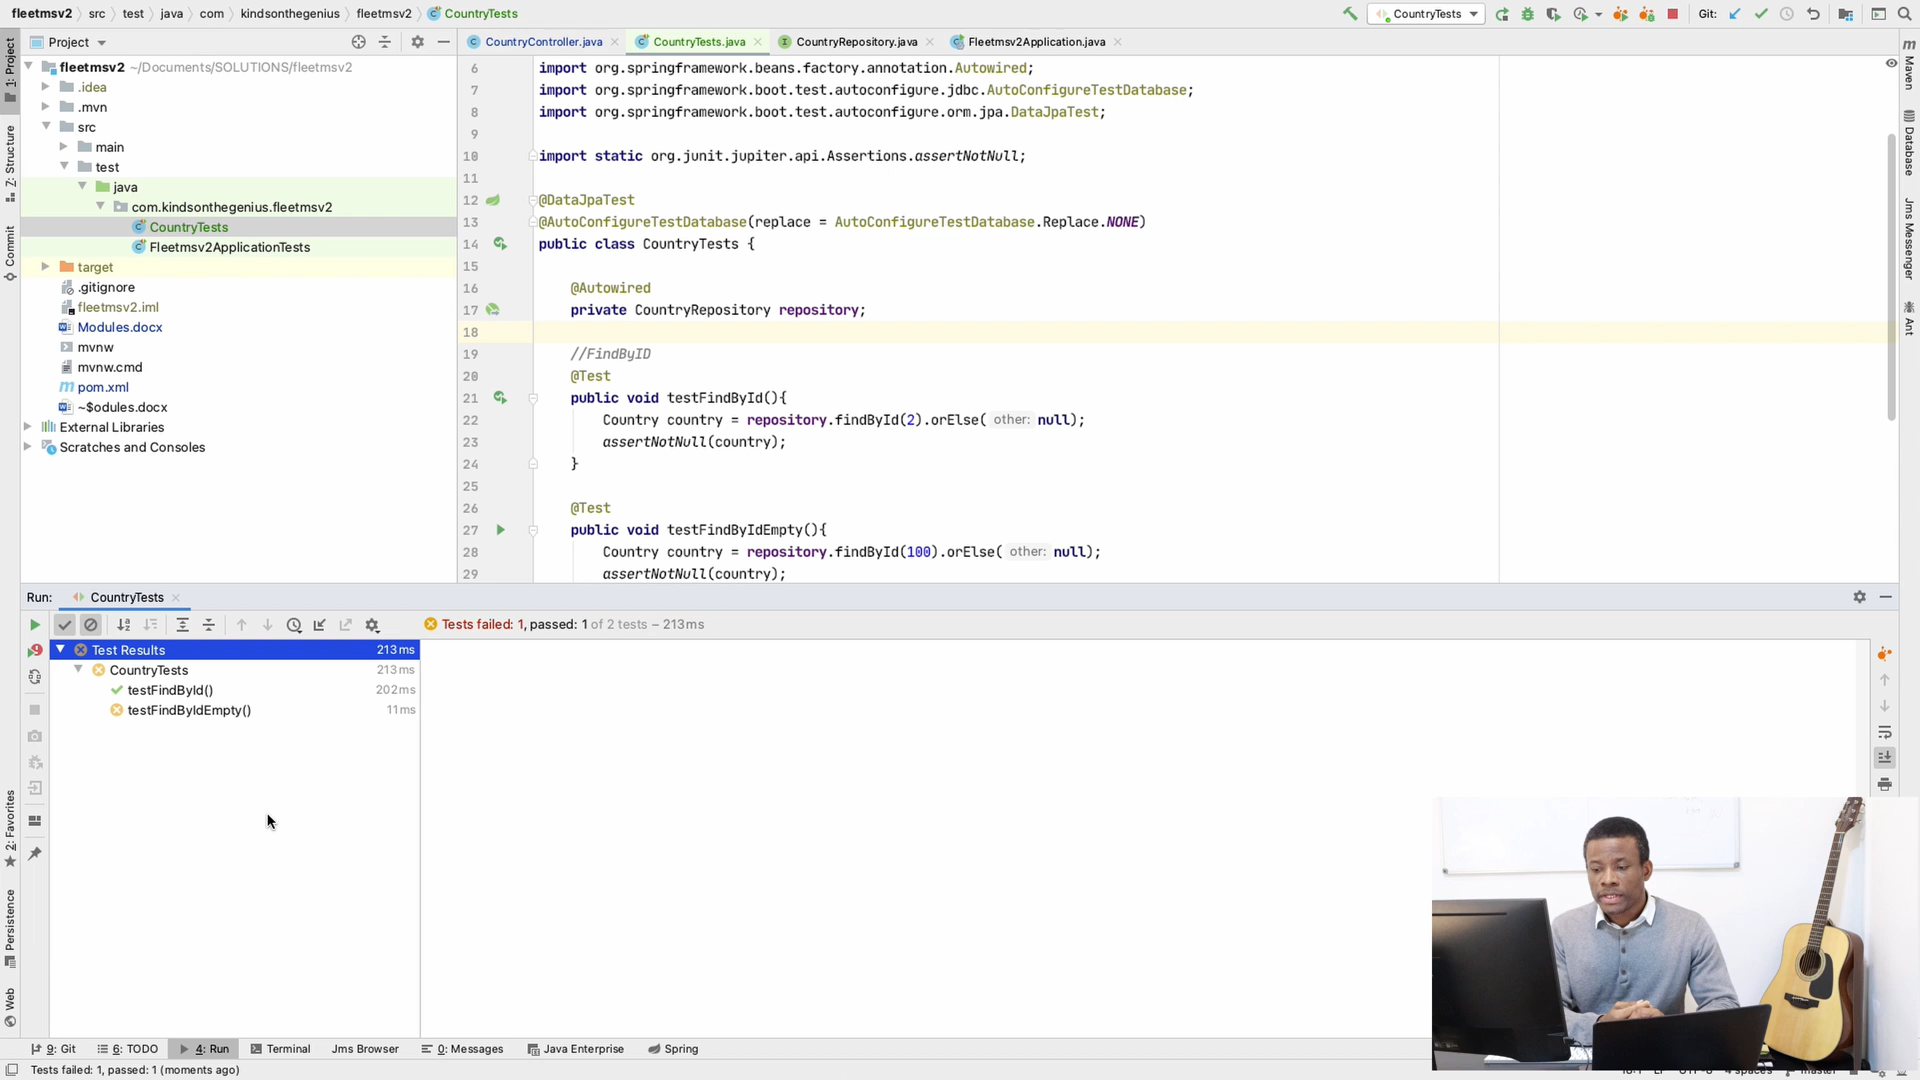 fleetmsv2 src test java com kindsonthegenius fleetmsv2 CountryTests
CountryTests Git:
Project
CountryController.java CountryTests.java CountryRepository.java Fleetmsv2Application.java
fleetmsv2 ~/Documents/SOLUTIONS/fleetmsv2
.idea
.mvn
src
main
test
java
com.kindsonthegenius.fleetmsv2
CountryTests
Fleetmsv2ApplicationTests
target
.gitignore
fleetmsv2.iml
Modules.docx
mvnw
mvnw.cmd
pom.xml
~$odules.docx
External Libraries
Scratches and Consoles
1: Project
Z: Structure
Commit
2: Favorites
Persistence
Web
6 import org.springframework.beans.factory.annotation.Autowired;
7 import org.springframework.boot.test.autoconfigure.jdbc.AutoConfigureTestDatabase;
8 import org.springframework.boot.test.autoconfigure.orm.jpa.DataJpaTest;
9
10 import static org.junit.jupiter.api.Assertions.assertNotNull;
11
12 @DataJpaTest
13 @AutoConfigureTestDatabase(replace = AutoConfigureTestDatabase.Replace.NONE)
14 public class CountryTests {
15
16 @Autowired
17 private CountryRepository repository;
18
19 //FindByID
20 @Test
21 public void testFindById(){
22 Country country = repository.findById(2).orElse( other: null);
23 assertNotNull(country);
24 }
25
26 @Test
27 public void testFindByIdEmpty(){
28 Country country = repository.findById(100).orElse( other: null);
29 assertNotNull(country);
Maven
Database
Jms Messenger
Ant
Run: CountryTests
Tests failed: 1, passed: 1 of 2 tests – 213ms
Test Results 213ms
CountryTests 213ms
testFindById() 202ms
testFindByIdEmpty() 11ms
9: Git 6: TODO 4: Run Terminal Jms Browser 0: Messages Java Enterprise Spring
Tests failed: 1, passed: 1 (moments ago)